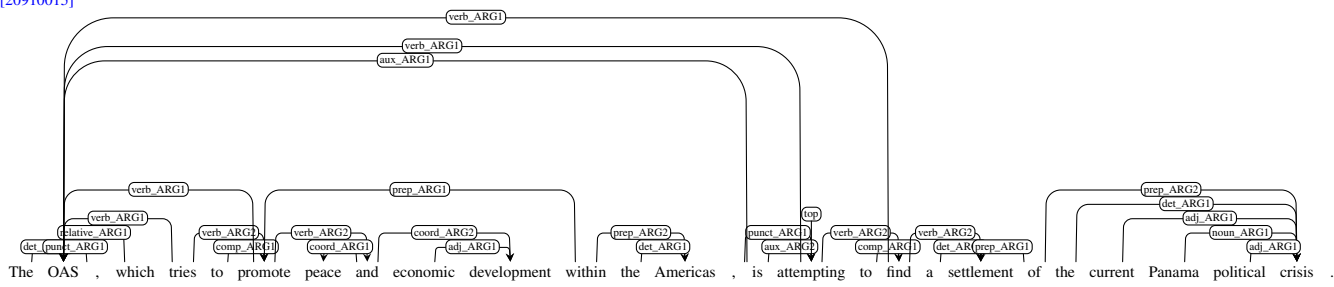 [20910015]
verb_ARG1
verb_ARG1
aux_ARG1
verb_ARG1 prep_ARG1 prep_ARG2
det_ARG1
top
verb_ARG1 adj_ARG1
relative_ARG1 verb_ARG2 verb_ARG2 coord_ARG2 prep_ARG2 punct_ARG1 verb_ARG2 verb_ARG2 noun_ARG1
det_ punct_ARG1 comp_ARG1 coord_ARG1 adj_ARG1 det_ARG1 aux_ARG2 comp_ARG1 det_AR prep_ARG1 adj_ARG1
The OAS , which tries to promote peace and economic development within the Americas , is attempting to find a settlement of the current Panama political crisis .